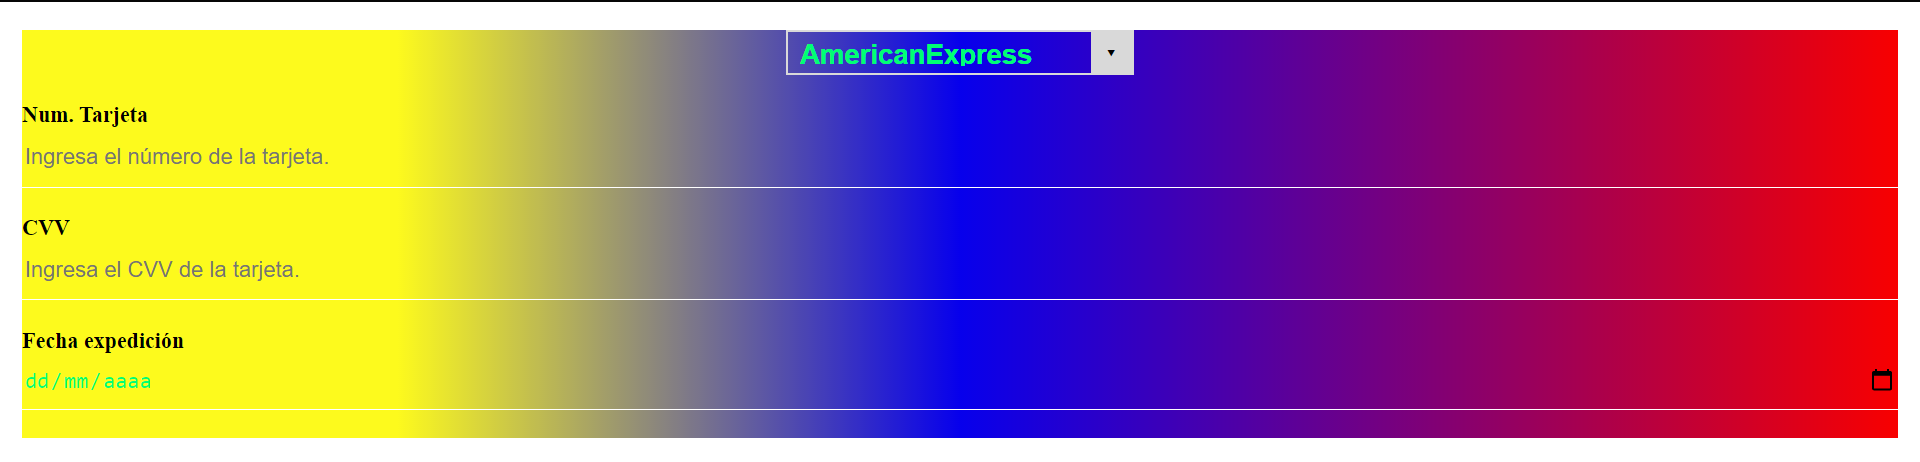 AmericanExpress
Num. Tarjeta
Ingresa el número de la tarjeta.
CVV
Ingresa el CVV de la tarjeta.
Fecha expedición
dd/mm/aaaa